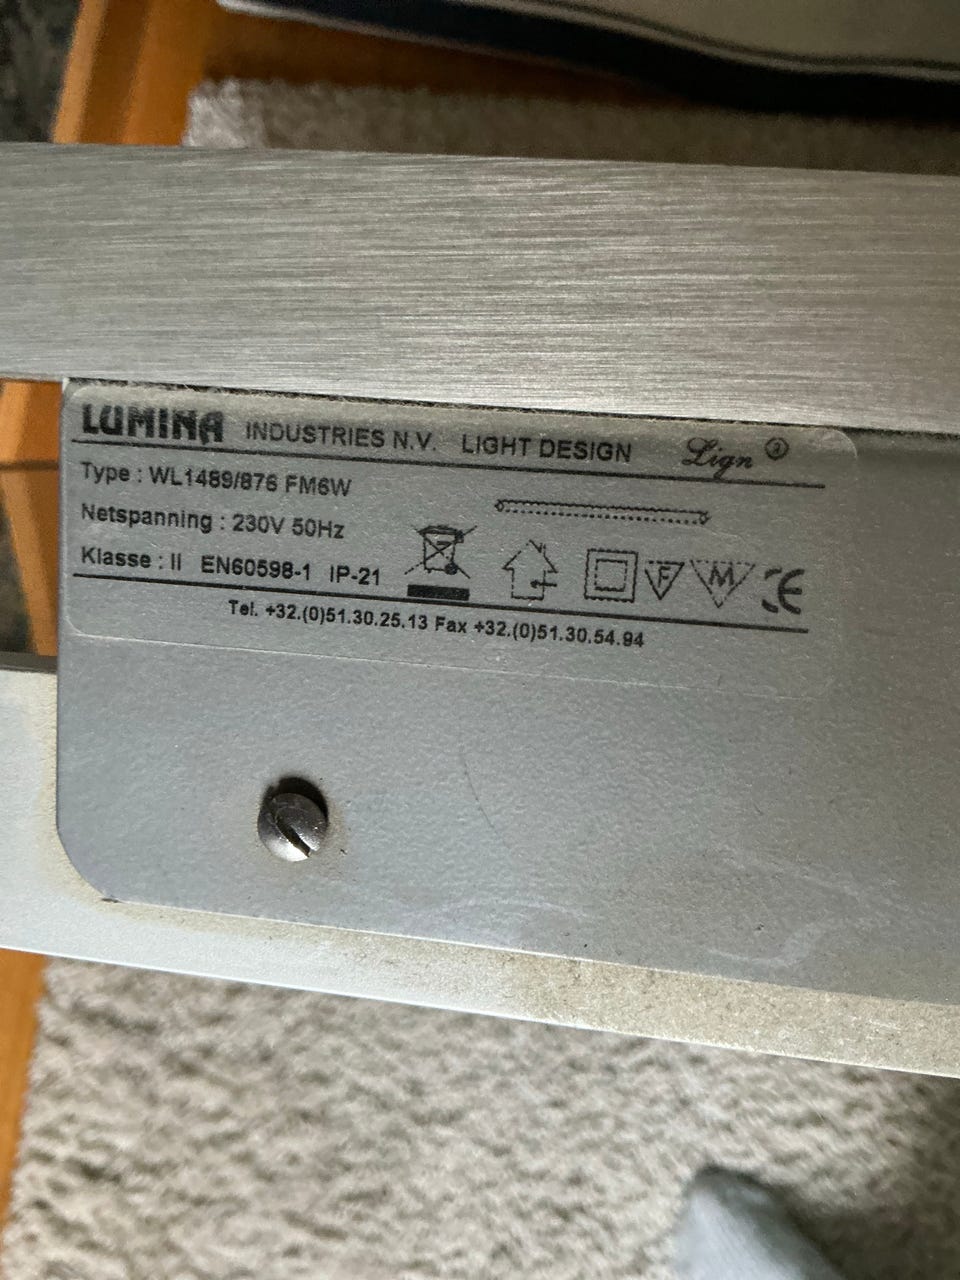 LUMINA INDUSTRIES N.V. LIGHT DESIGN Lign ®
Type : WL1489/876 FM6W
Netspanning : 230V 50Hz
Klasse : II EN60598-1 IP-21
F M CE
Tel. +32.(0)51.30.25.13 Fax +32.(0)51.30.54.94